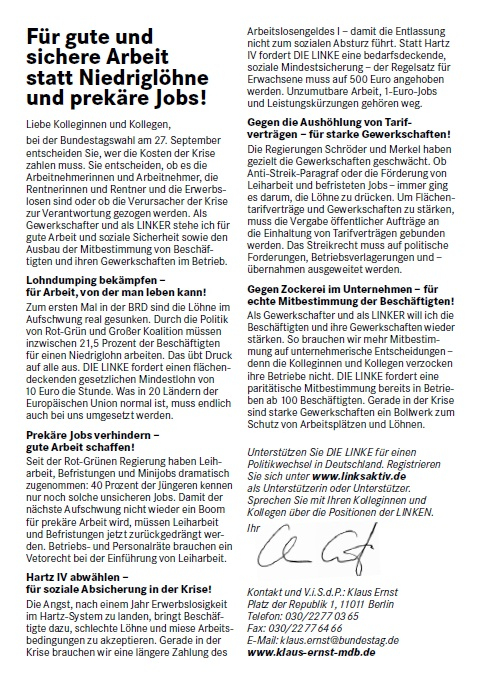 Für gute und
sichere Arbeit
statt Niedriglöhne
und prekäre Jobs!
Liebe Kolleginnen und Kollegen,
bei der Bundestagswahl am 27. September
entscheiden Sie, wer die Kosten der Krise
zahlen muss. Sie entscheiden, ob es die
Arbeitnehmerinnen und Arbeitnehmer, die
Rentnerinnen und Rentner und die Erwerbs-
losen sind oder ob die Verursacher der Krise
zur Verantwortung gezogen werden. Als
Gewerkschafter und als LINKER stehe ich für
gute Arbeit und soziale Sicherheit sowie den
Ausbau der Mitbestimmung von Beschäf-
tigten und ihren Gewerkschaften im Betrieb.
Lohndumping bekämpfen –
für Arbeit, von der man leben kann!
Zum ersten Mal in der BRD sind die Löhne im
Aufschwung real gesunken. Durch die Politik
von Rot-Grün und Großer Koalition müssen
inzwischen 21,5 Prozent der Beschäftigten
für einen Niedriglohn arbeiten. Das übt Druck
auf alle aus. DIE LINKE fordert einen flächen-
deckenden gesetzlichen Mindestlohn von
10 Euro die Stunde. Was in 20 Ländern der
Europäischen Union normal ist, muss endlich
auch bei uns umgesetzt werden.
Prekäre Jobs verhindern –
gute Arbeit schaffen!
Seit der Rot-Grünen Regierung haben Leih-
arbeit, Befristungen und Minijobs dramatisch
zugenommen: 40 Prozent der Jüngeren kennen
nur noch solche unsicheren Jobs. Damit der
nächste Aufschwung nicht wieder ein Boom
für prekäre Arbeit wird, müssen Leiharbeit
und Befristungen jetzt zurückgedrängt wer-
den. Betriebs- und Personalräte brauchen ein
Vetorecht bei der Einführung von Leiharbeit.
Hartz IV abwählen –
für soziale Absicherung in der Krise!
Die Angst, nach einem Jahr Erwerbslosigkeit
im Hartz-System zu landen, bringt Beschäf-
tigte dazu, schlechte Löhne und miese Arbeits-
bedingungen zu akzeptieren. Gerade in der
Krise brauchen wir eine längere Zahlung des
Arbeitslosengeldes I – damit die Entlassung
nicht zum sozialen Absturz führt. Statt Hartz
IV fordert DIE LINKE eine bedarfsdeckende,
soziale Mindestsicherung – der Regelsatz für
Erwachsene muss auf 500 Euro angehoben
werden. Unzumutbare Arbeit, 1-Euro-Jobs
und Leistungskürzungen gehören weg.
Gegen die Aushöhlung von Tarif-
verträgen – für starke Gewerkschaften!
Die Regierungen Schröder und Merkel haben
gezielt die Gewerkschaften geschwächt. Ob
Anti-Streik-Paragraf oder die Förderung von
Leiharbeit und befristeten Jobs – immer ging
es darum, die Löhne zu drücken. Um Flächen-
tarifverträge und Gewerkschaften zu stärken,
muss die Vergabe öffentlicher Aufträge an
die Einhaltung von Tarifverträgen gebunden
werden. Das Streikrecht muss auf politische
Forderungen, Betriebsverlagerungen und –
übernahmen ausgeweitet werden.
Gegen Zockerei im Unternehmen – für
echte Mitbestimmung der Beschäftigten!
Als Gewerkschafter und als LINKER will ich die
Beschäftigten und ihre Gewerkschaften wieder
stärken. So brauchen wir mehr Mitbestim-
mung auf unternehmerische Entscheidungen –
denn die Kolleginnen und Kollegen verzocken
ihre Betriebe nicht. DIE LINKE fordert eine
paritätische Mitbestimmung bereits in Betrie-
ben ab 100 Beschäftigten. Gerade in der Krise
sind starke Gewerkschaften ein Bollwerk zum
Schutz von Arbeitsplätzen und Löhnen.
Unterstützen Sie DIE LINKE für einen
Politikwechsel in Deutschland. Registrieren
Sie sich unter www.linksaktiv.de
als Unterstützerin oder Unterstützer.
Sprechen Sie mit Ihren Kolleginnen und
Kollegen über die Positionen der LINKEN.
Ihr
Kontakt und V.i.S.d.P.: Klaus Ernst
Platz der Republik 1, 11011 Berlin
Telefon: 030/22 77 03 65
Fax: 030/22 77 64 66
E-Mail: klaus.ernst@bundestag.de
www.klaus-ernst-mdb.de